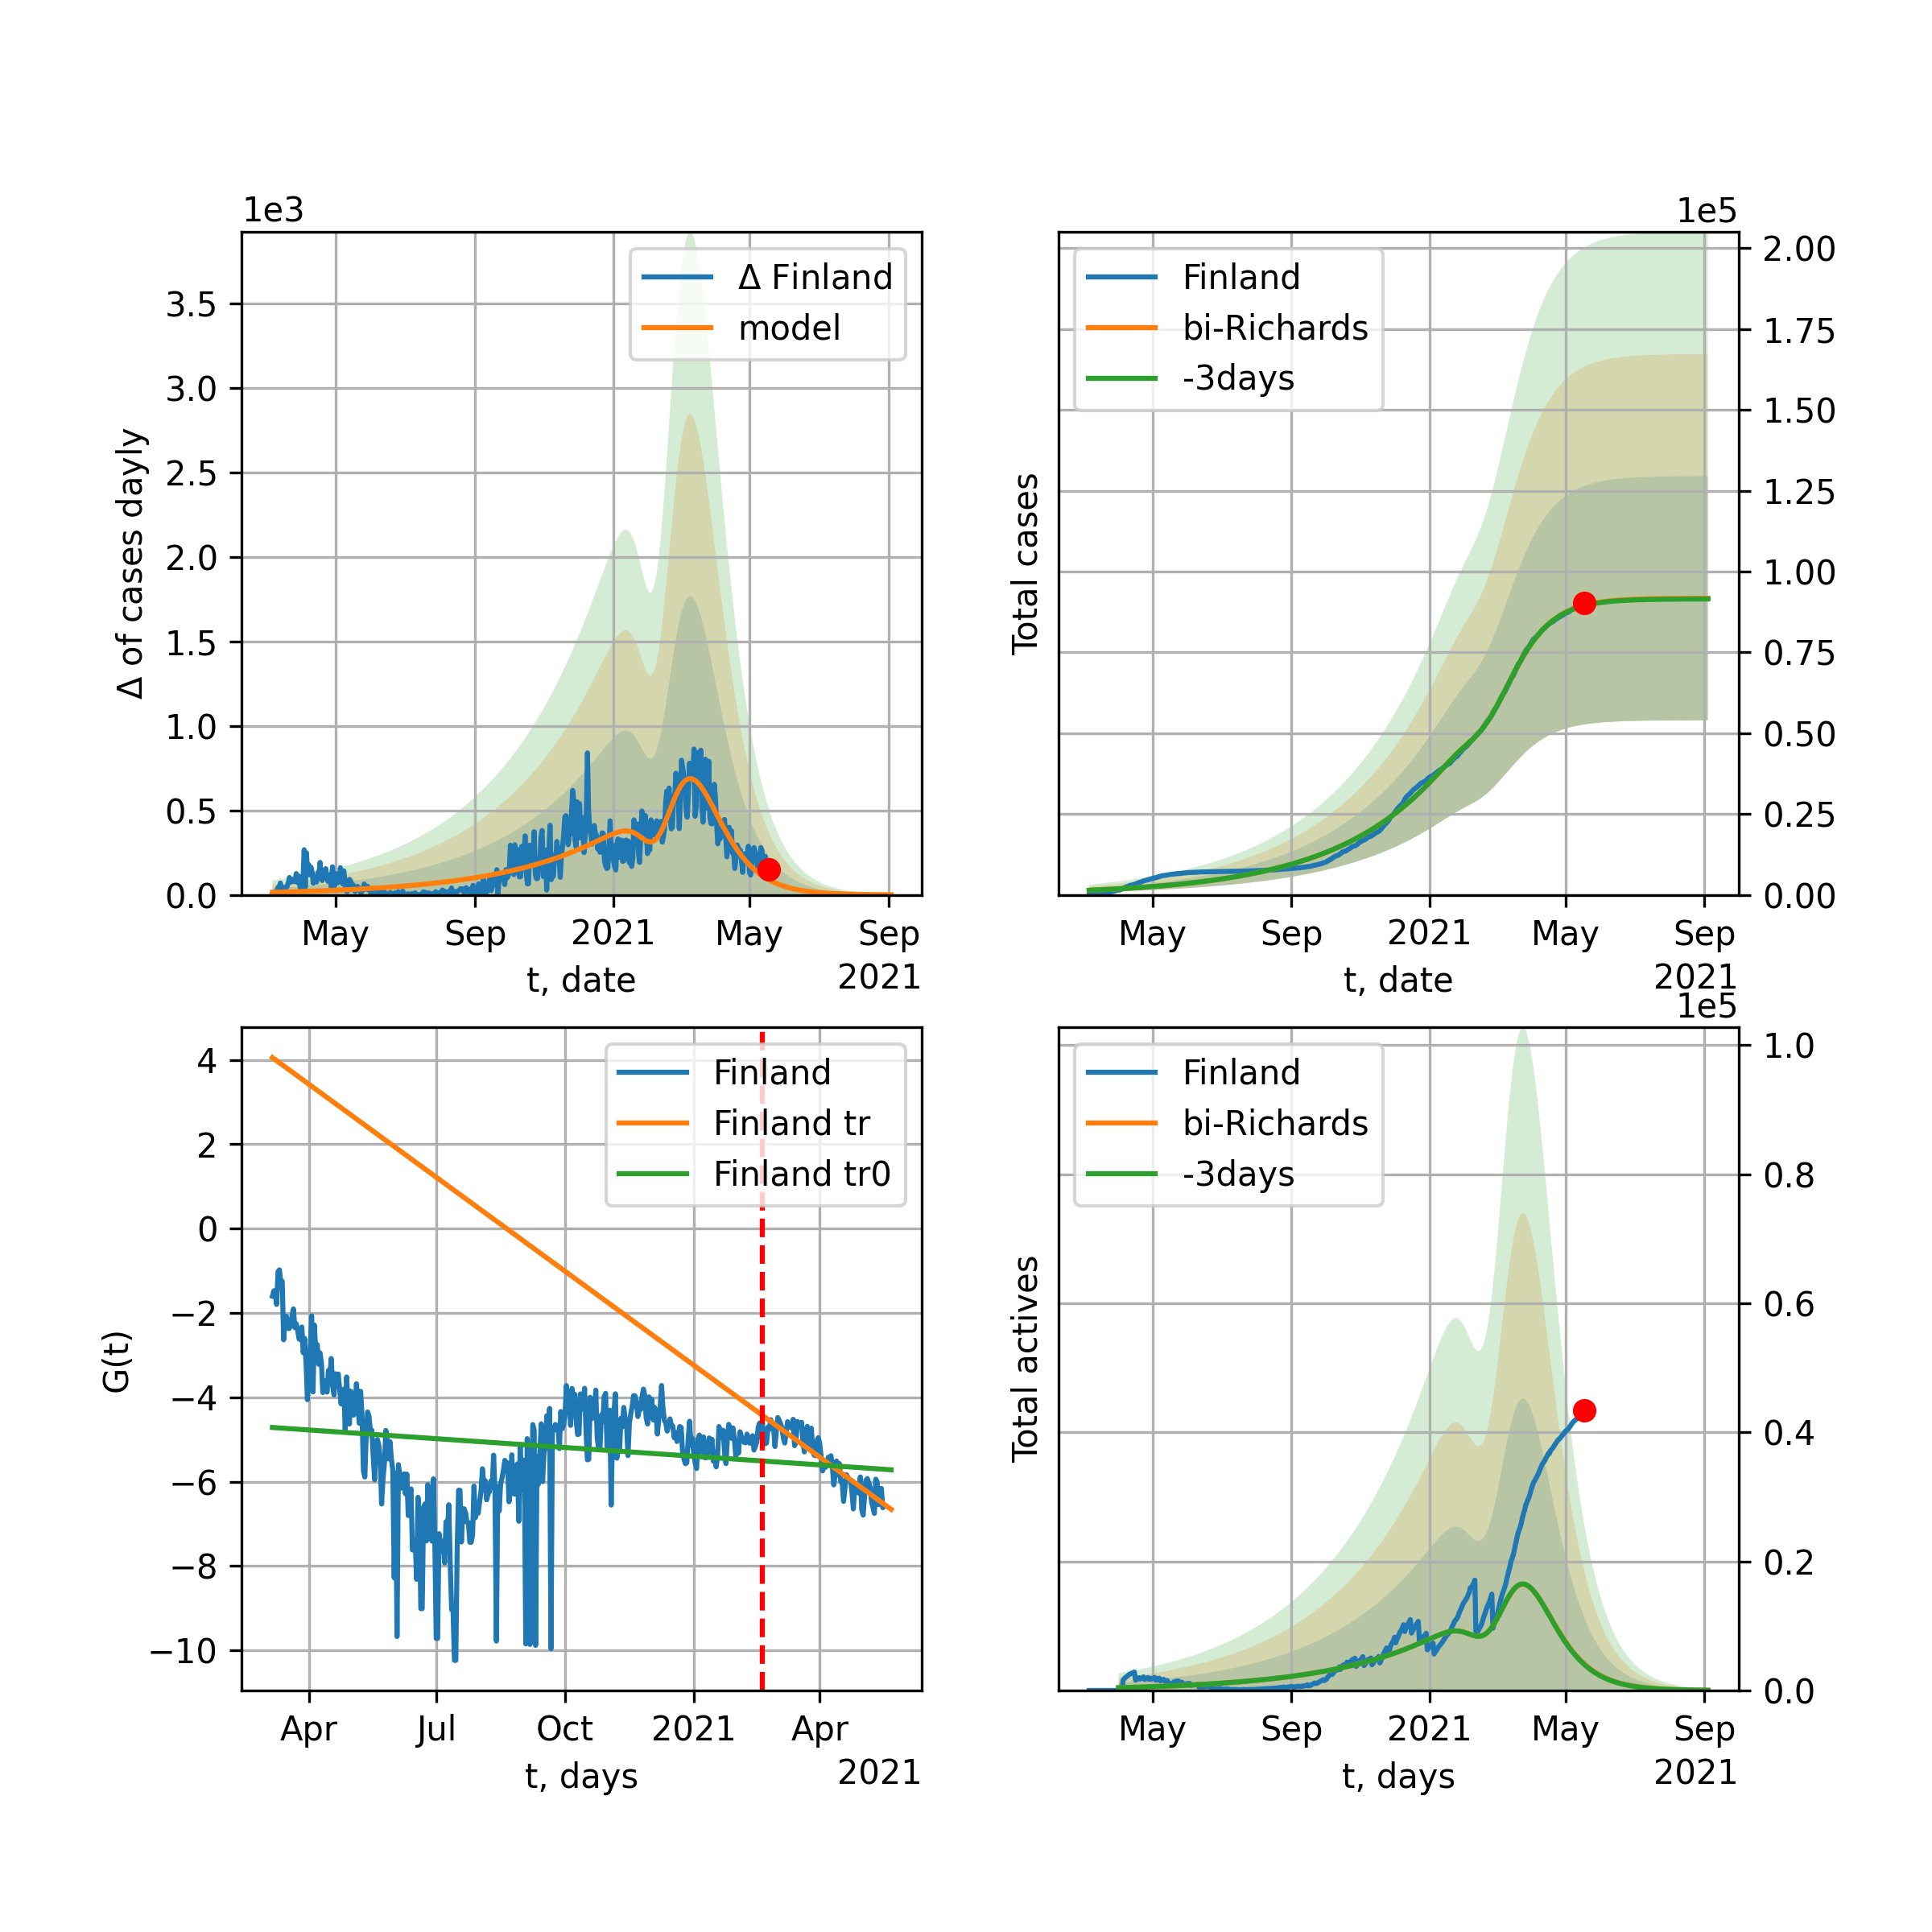 1e3
Δ of cases dayly
3.5
3.0
2.5
2.0
1.5
1.0
0.5
0.0
Δ Finland
model
May
Sep
2021
May
Sep
t, date
2021
1e5
Total cases
Finland
bi-Richards
-3days
2.00
1.75
1.50
1.25
1.00
0.75
0.50
0.25
0.00
May
Sep
2021
May
Sep
t, date
2021
G(t)
4
2
0
−2
−4
−6
−8
−10
Finland
Finland tr
Finland tr0
Apr
Jul
Oct
2021
Apr
t, days
2021
1e5
Total actives
Finland
bi-Richards
-3days
1.0
0.8
0.6
0.4
0.2
0.0
May
Sep
2021
May
Sep
t, days
2021